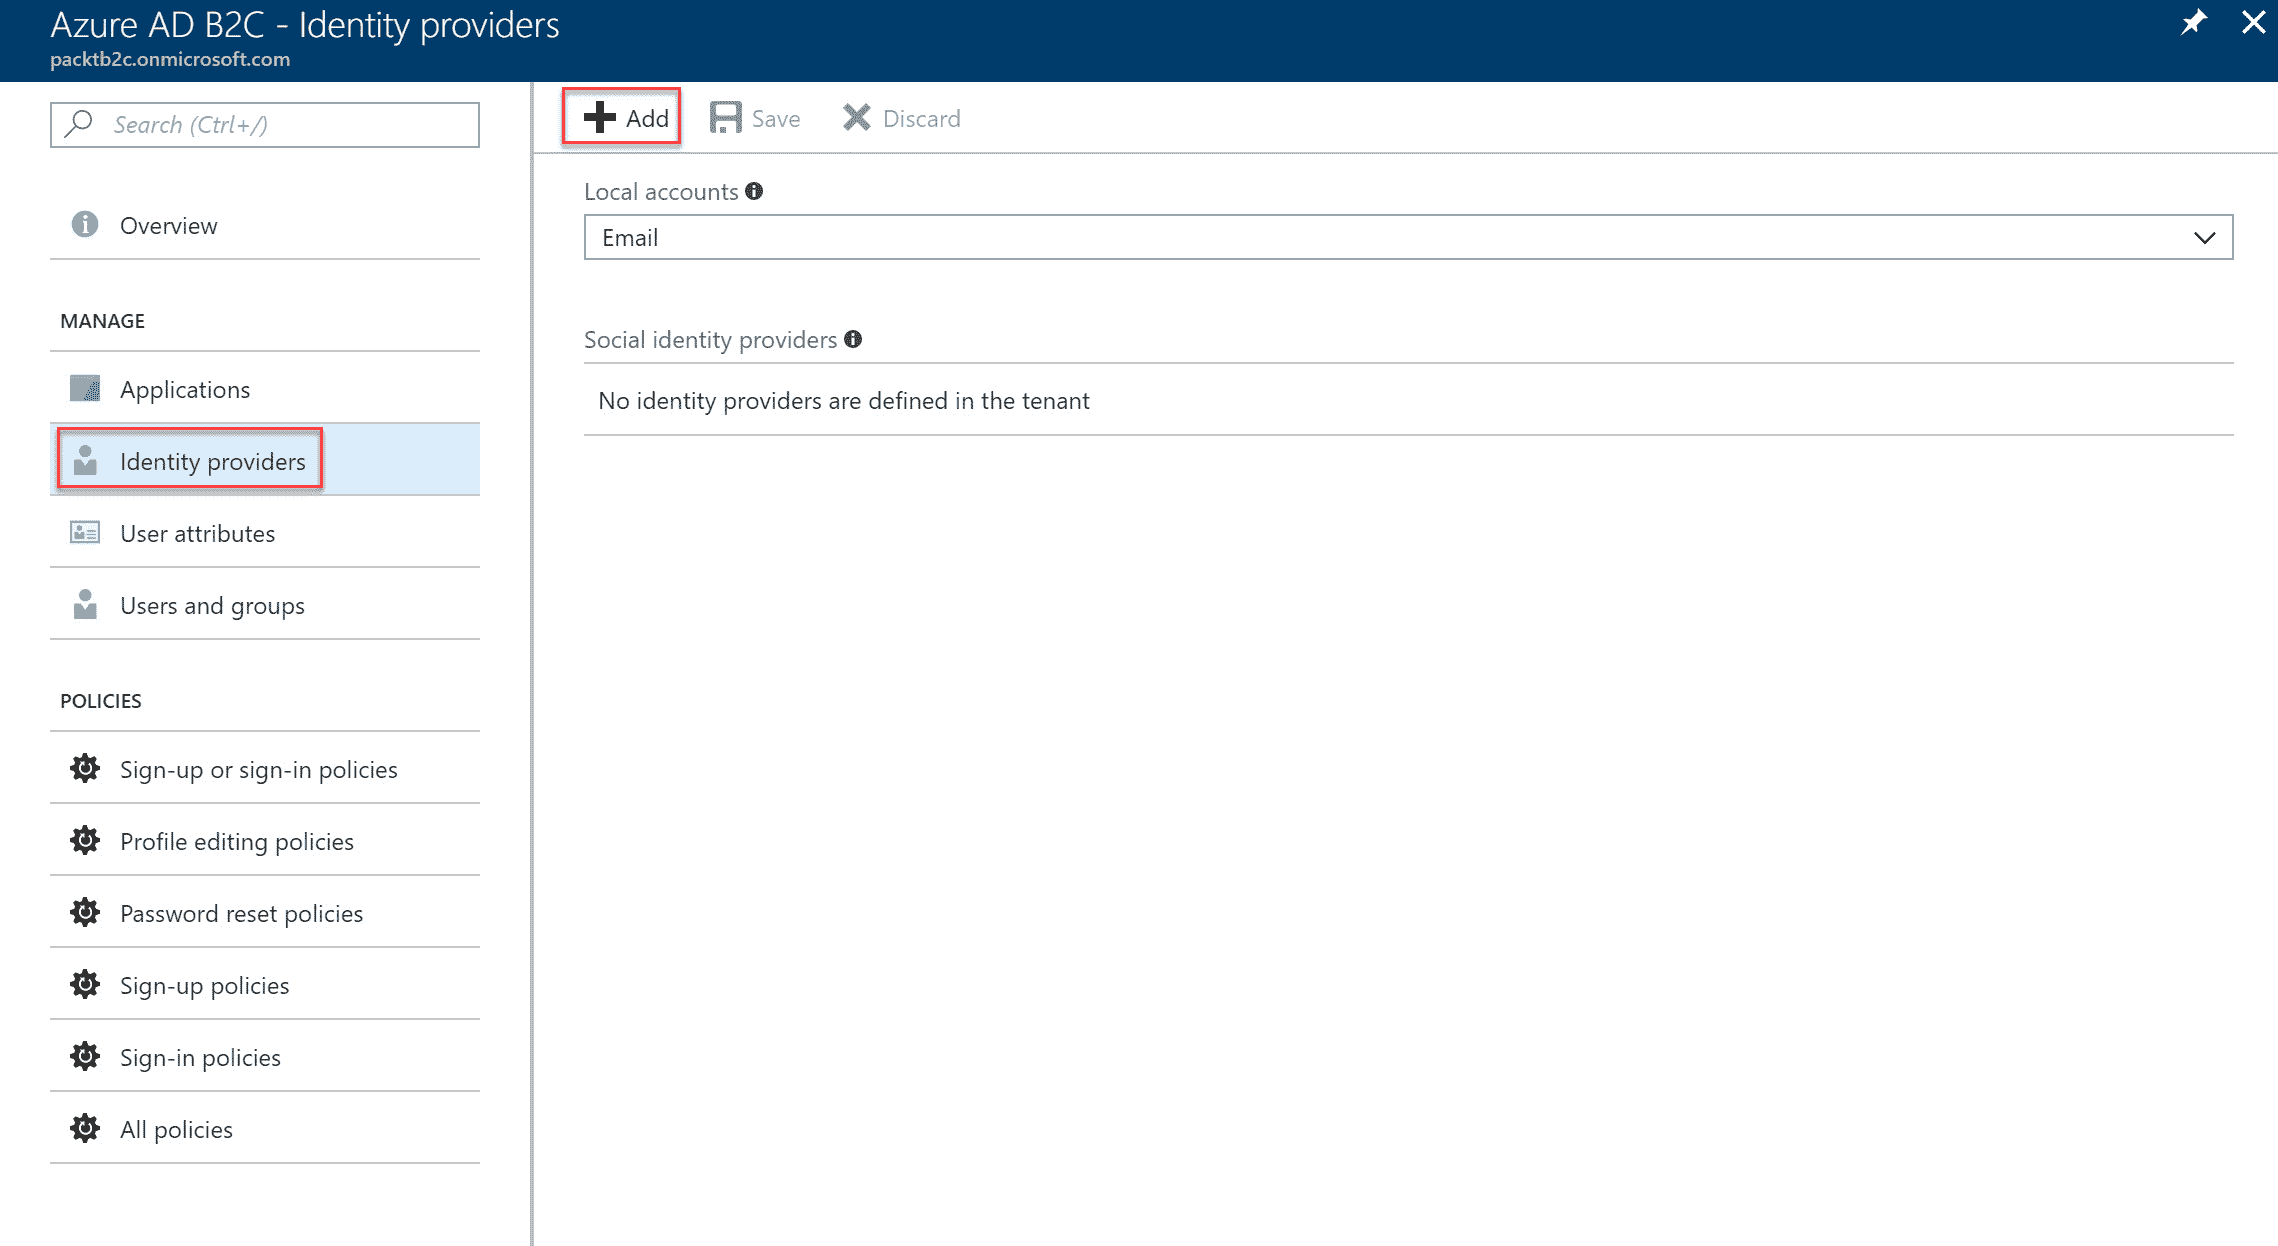 Azure AD B2C - Identity providers
packtb2c.onmicrosoft.com
Search (Ctrl+/)
Overview
MANAGE
Applications
Identity providers
User attributes
Users and groups
POLICIES
Sign-up or sign-in policies
Profile editing policies
Password reset policies
Sign-up policies
Sign-in policies
All policies
Add Save Discard
Local accounts
Email
Social identity providers
No identity providers are defined in the tenant